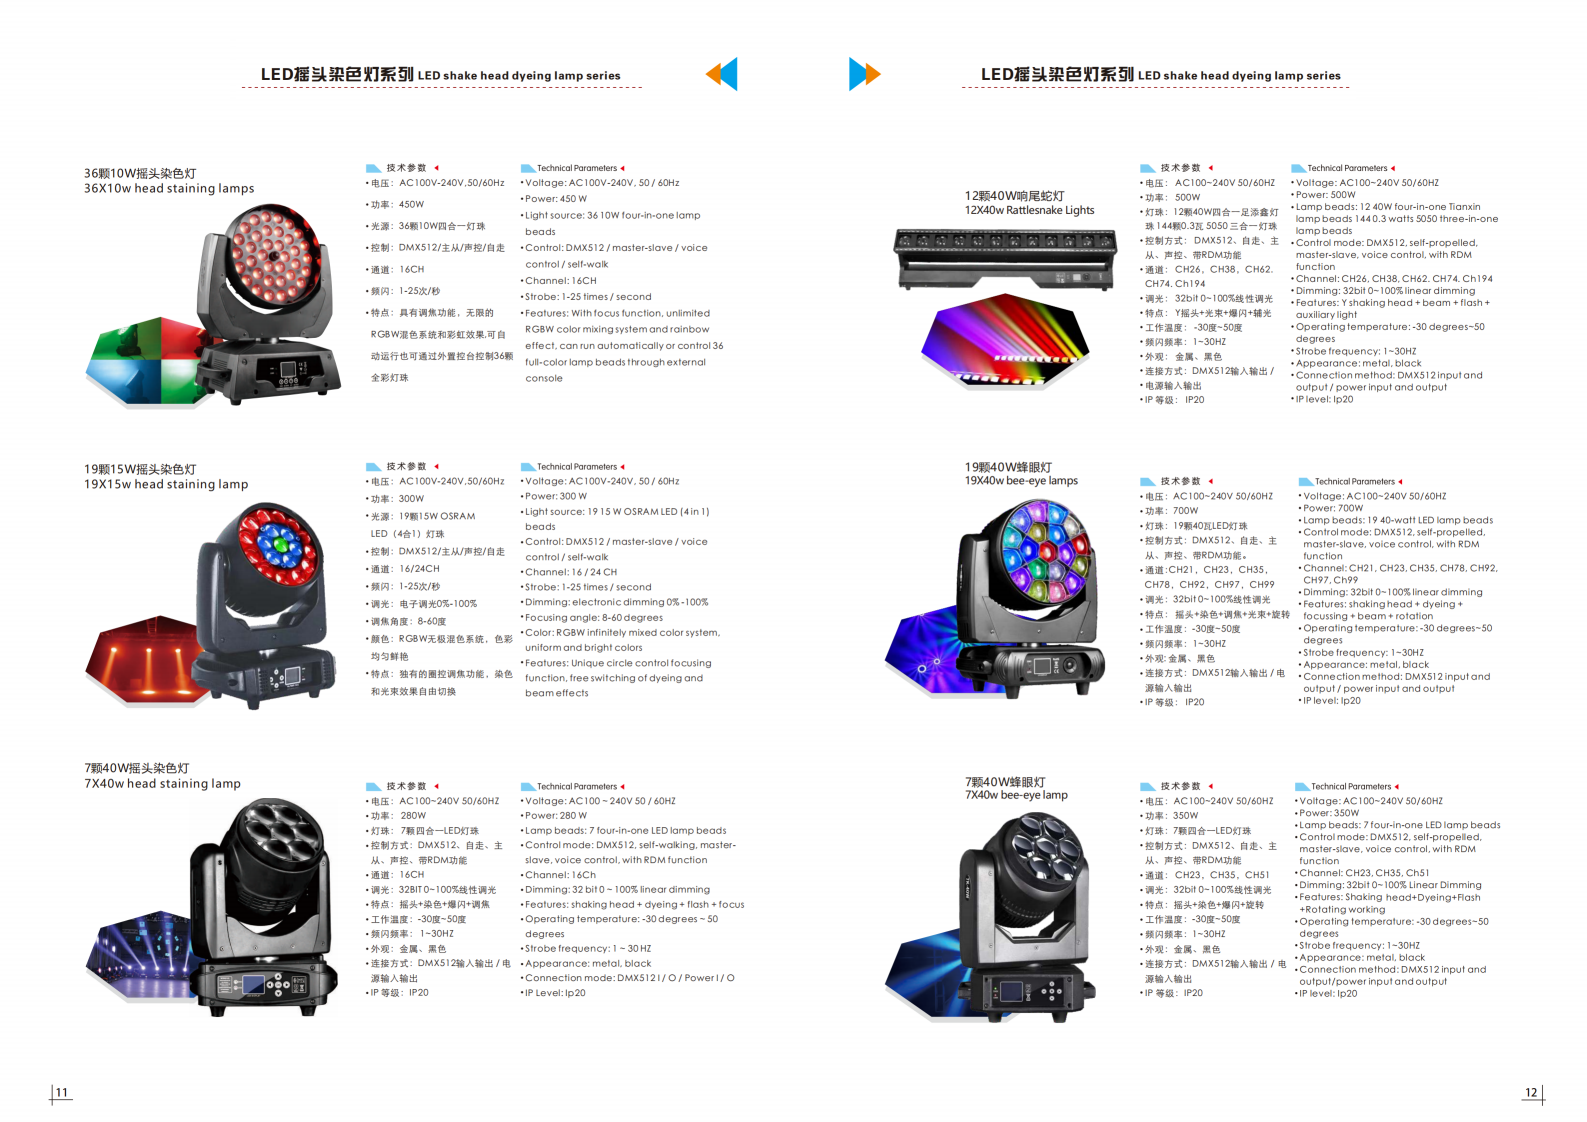 LED摇头染色灯系列 LED shake head dyeing lamp series
36颗10W摇头染色灯
36X10w head staining lamps
技术参数
• 电压：AC100V-240V,50/60Hz
• 功率：450W
• 光源：36颗10W四合一灯珠
• 控制：DMX512/主从/声控/自走
• 通道：16CH
• 频闪：1-25次/秒
• 特点：具有调焦功能，无限的
RGBW混色系统和彩虹效果,可自
动运行也可通过外置控台控制36颗
全彩灯珠
Technical Parameters
• Voltage: AC100V-240V, 50 / 60Hz
• Power: 450 W
• Light source: 36 10W four-in-one lamp
beads
• Control: DMX512 / master-slave / voice
control / self-walk
• Channel: 16CH
• Strobe: 1-25 times / second
• Features: With focus function, unlimited
RGBW color mixing system and rainbow
effect, can run automatically or control 36
full-color lamp beads through external
console
19颗15W摇头染色灯
19X15w head staining lamp
技术参数
• 电压：AC100V-240V,50/60Hz
• 功率：300W
• 光源：19颗15W OSRAM
LED（4合1）灯珠
• 控制：DMX512/主从/声控/自走
• 通道：16/24CH
• 频闪：1-25次/秒
• 调光：电子调光0%-100%
• 调焦角度：8-60度
• 颜色：RGBW无极混色系统，色彩
均匀鲜艳
• 特点：独有的圈控调焦功能，染色
和光束效果自由切换
Technical Parameters
• Voltage: AC100V-240V, 50 / 60Hz
• Power: 300 W
• Light source: 19 15 W OSRAM LED (4 in 1)
beads
• Control: DMX512 / master-slave / voice
control / self-walk
• Channel: 16 / 24 CH
• Strobe: 1-25 times / second
• Dimming: electronic dimming 0% -100%
• Focusing angle: 8-60 degrees
• Color: RGBW infinitely mixed color system,
uniform and bright colors
• Features: Unique circle control focusing
function, free switching of dyeing and
beam effects
7颗40W摇头染色灯
7X40w head staining lamp
技术参数
• 电压：AC100~240V 50/60HZ
• 功率：280W
• 灯珠：7颗四合一LED灯珠
• 控制方式：DMX512、自走、主
从、声控、带RDM功能
• 通道：16CH
• 调光：32BIT 0~100%线性调光
• 特点：摇头+染色+爆闪+调焦
• 工作温度：-30度~50度
• 频闪频率：1~30HZ
• 外观：金属、黑色
• 连接方式：DMX512输入输出 / 电
源输入输出
• IP 等级：IP20
Technical Parameters
• Voltage: AC100 ~ 240V 50 / 60HZ
• Power: 280 W
• Lamp beads: 7 four-in-one LED lamp beads
• Control mode: DMX512, self-walking, master-
slave, voice control, with RDM function
• Channel: 16Ch
• Dimming: 32 bit 0 ~ 100% linear dimming
• Features: shaking head + dyeing + flash + focus
• Operating temperature: -30 degrees ~ 50
degrees
• Strobe frequency: 1 ~ 30 HZ
• Appearance: metal, black
• Connection mode: DMX512 I / O / Power I / O
• IP Level: Ip20
11
LED摇头染色灯系列 LED shake head dyeing lamp series
12颗40W响尾蛇灯
12X40w Rattlesnake Lights
技术参数
• 电压： AC100~240V 50/60HZ
• 功率： 500W
• 灯珠：12颗40W四合一足添鑫灯
珠 144颗0.3瓦 5050 三合一灯珠
• 控制方式： DMX512、自走、主
从、声控、带RDM功能
• 通道： CH26，CH38，CH62.
CH74. Ch194
• 调光： 32bit 0~100%线性调光
• 特点： Y摇头+光束+爆闪+辅光
• 工作温度： -30度~50度
• 频闪频率：1~30HZ
• 外观： 金属、黑色
• 连接方式：DMX512输入输出 /
• 电源输入输出
• IP 等级： IP20
Technical Parameters
• Voltage: AC100~240V 50/60HZ
• Power: 500W
• Lamp beads: 12 40W four-in-one Tianxin
lamp beads 144 0.3 watts 5050 three-in-one
lamp beads
• Control mode: DMX512, self-propelled,
master-slave, voice control, with RDM
function
• Channel: CH26, CH38, CH62. CH74. Ch194
• Dimming: 32bit 0~100% linear dimming
• Features: Y shaking head + beam + flash +
auxiliary light
• Operating temperature: -30 degrees~50
degrees
• Strobe frequency: 1~30HZ
• Appearance: metal, black
• Connection method: DMX512 input and
output / power input and output
• IP level: Ip20
19颗40W蜂眼灯
19X40w bee-eye lamps
技术参数
• 电压：AC100~240V 50/60HZ
• 功率：700W
• 灯珠：19颗40瓦LED灯珠
• 控制方式：DMX512、自走、主
从、声控、带RDM功能。
• 通道:CH21，CH23，CH35，
CH78，CH92，CH97，CH99
• 调光：32bit 0~100%线性调光
• 特点： 摇头+染色+调焦+光束+旋转
• 工作温度：-30度~50度
• 频闪频率：1~30HZ
• 外观: 金属、黑色
• 连接方式：DMX512输入输出 / 电
源输入输出
• IP 等级： IP20
Technical Parameters
• Voltage: AC100~240V 50/60HZ
• Power: 700W
• Lamp beads: 19 40-watt LED lamp beads
• Control mode: DMX512, self-propelled,
master-slave, voice control, with RDM
function
• Channel: CH21, CH23, CH35, CH78, CH92,
CH97, Ch99
• Dimming: 32bit 0~100% linear dimming
• Features: shaking head + dyeing +
focussing + beam + rotation
• Operating temperature: -30 degrees~50
degrees
• Strobe frequency: 1~30HZ
• Appearance: metal, black
• Connection method: DMX512 input and
output / power input and output
• IP level: Ip20
7颗40W蜂眼灯
7X40w bee-eye lamp
技术参数
• 电压：AC100~240V 50/60HZ
• 功率：350W
• 灯珠：7颗四合一LED灯珠
• 控制方式：DMX512、自走、主
从、声控、带RDM功能
• 通道： CH23，CH35，CH51
• 调光：32bit 0~100%线性调光
• 特点：摇头+染色+爆闪+旋转
• 工作温度：-30度~50度
• 频闪频率：1~30HZ
• 外观：金属、黑色
• 连接方式：DMX512输入输出 / 电
源输入输出
• IP 等级：IP20
Technical Parameters
• Voltage: AC100~240V 50/60HZ
• Power: 350W
• Lamp beads: 7 four-in-one LED lamp beads
• Control mode: DMX512, self-propelled,
master-slave, voice control, with RDM
function
• Channel: CH23, CH35, Ch51
• Dimming: 32bit 0~100% Linear Dimming
• Features: Shaking head+Dyeing+Flash
+Rotating working
• Operating temperature: -30 degrees~50
degrees
• Strobe frequency: 1~30HZ
• Appearance: metal, black
• Connection method: DMX512 input and
output/power input and output
• IP level: Ip20
12